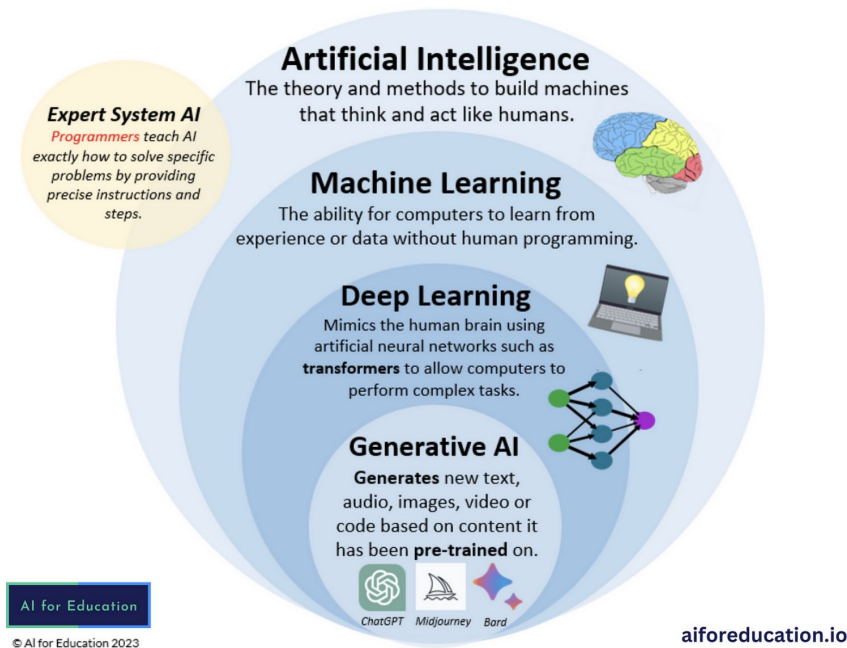 Artificial Intelligence
The theory and methods to build machines
that think and act like humans.
Expert System AI
Programmers teach AI
exactly how to solve specific
problems by providing
precise instructions and
steps.
Machine Learning
The ability for computers to learn from
experience or data without human programming.
Deep Learning
Mimics the human brain using
artificial neural networks such as
transformers to allow computers to
perform complex tasks.
Generative AI
Generates new text,
audio, images, video or
code based on content it
has been pre-trained on.
ChatGPT Midjourney Bard
AI for Education
© AI for Education 2023
aiforeducation.io